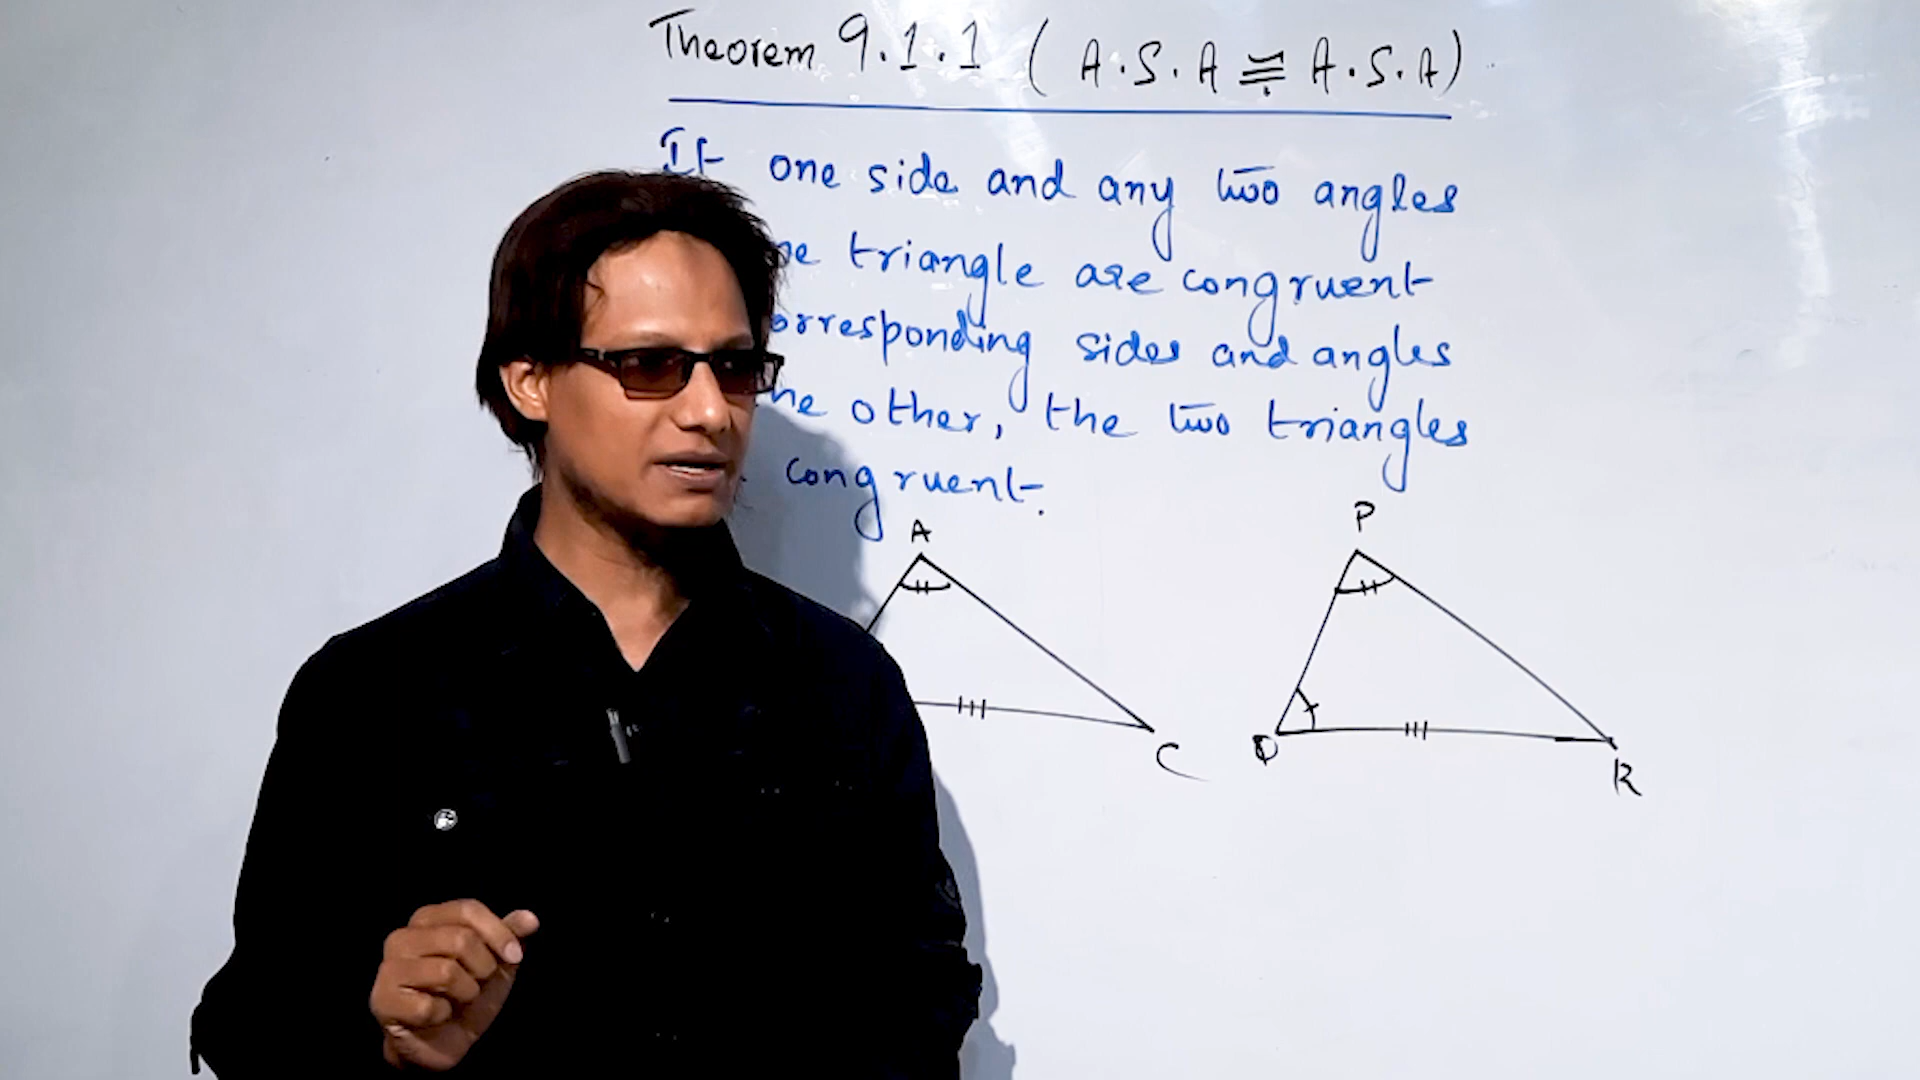 Theorem 9.1.1 (A.S.A ≅ A.S.A)
If one side and any two angles
triangle are congruent
orresponding sides and angles
he other, the two triangles
congruent.
A
P
C
Q
R